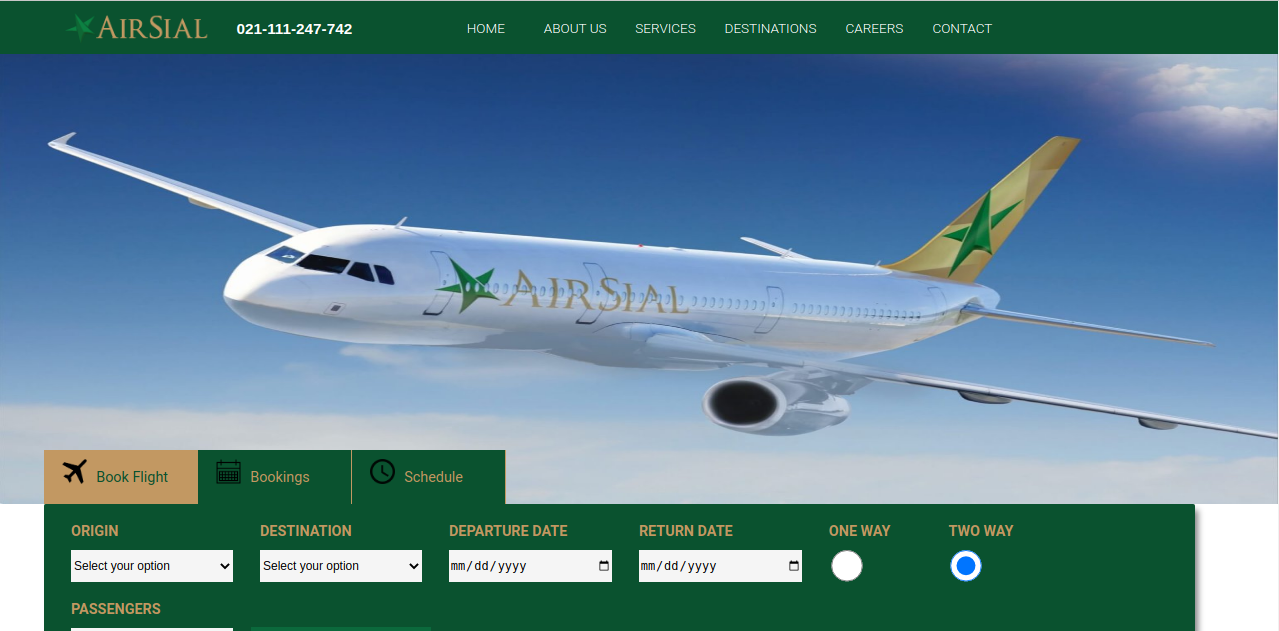 AIRSIAL 021-111-247-742 HOME ABOUT US SERVICES DESTINATIONS CAREERS CONTACT
AIRSIAL
Book Flight Bookings Schedule
ORIGIN DESTINATION DEPARTURE DATE RETURN DATE ONE WAY TWO WAY
Select your option Select your option mm/dd/yyyy mm/dd/yyyy
PASSENGERS